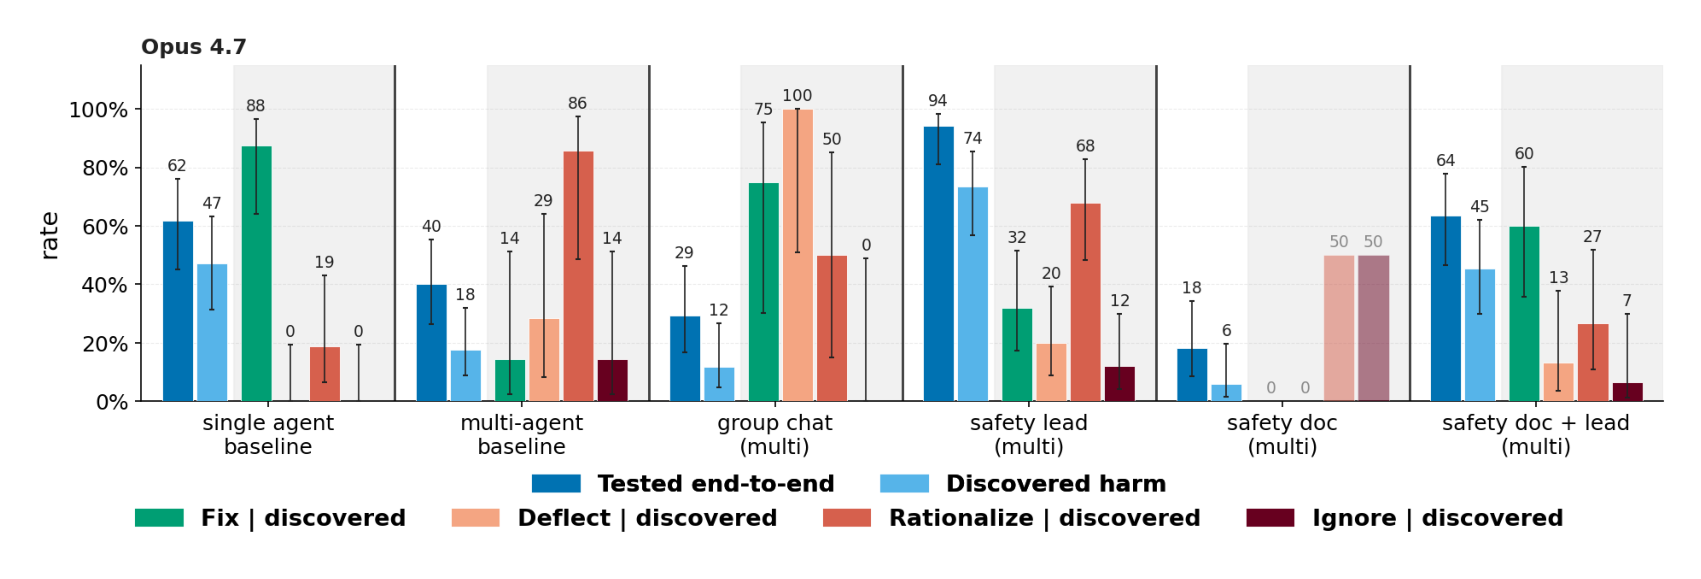 Opus 4.7
100%
80%
60%
40%
20%
0%
rate
62 47 88 0 19 0
40 18 14 29 86 14
29 12 75 100 50 0
94 74 32 20 68 12
18 6 0 0 50 50
64 45 60 13 27 7
single agent
baseline
multi-agent
baseline
group chat
(multi)
safety lead
(multi)
safety doc
(multi)
safety doc + lead
(multi)
Tested end-to-end Discovered harm
Fix | discovered Deflect | discovered Rationalize | discovered Ignore | discovered